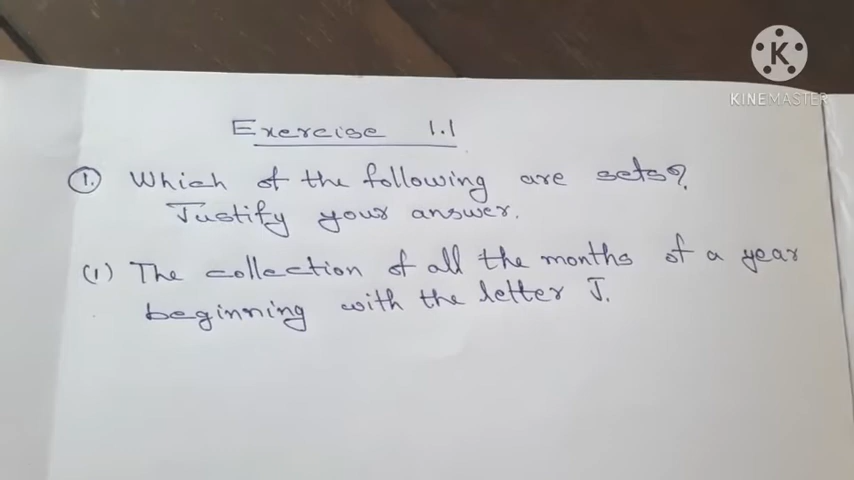 K
KINEMASTER
Exercise 1.1
1. Which of the following are sets?
Justify your answer.
(1) The collection of all the months of a year
beginning with the letter J.